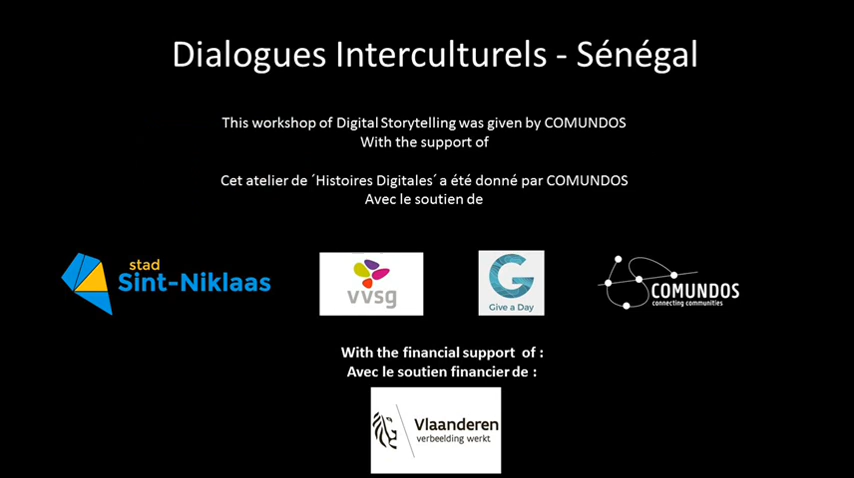 Dialogues Interculturels - Sénégal
This workshop of Digital Storytelling was given by COMUNDOS
With the support of
Cet atelier de ´Histoires Digitales´ a été donné par COMUNDOS
Avec le soutien de
stad
Sint-Niklaas
vvsg
G
Give a Day
COMUNDOS
connecting communities
With the financial support of :
Avec le soutien financier de :
Vlaanderen
verbeelding werkt